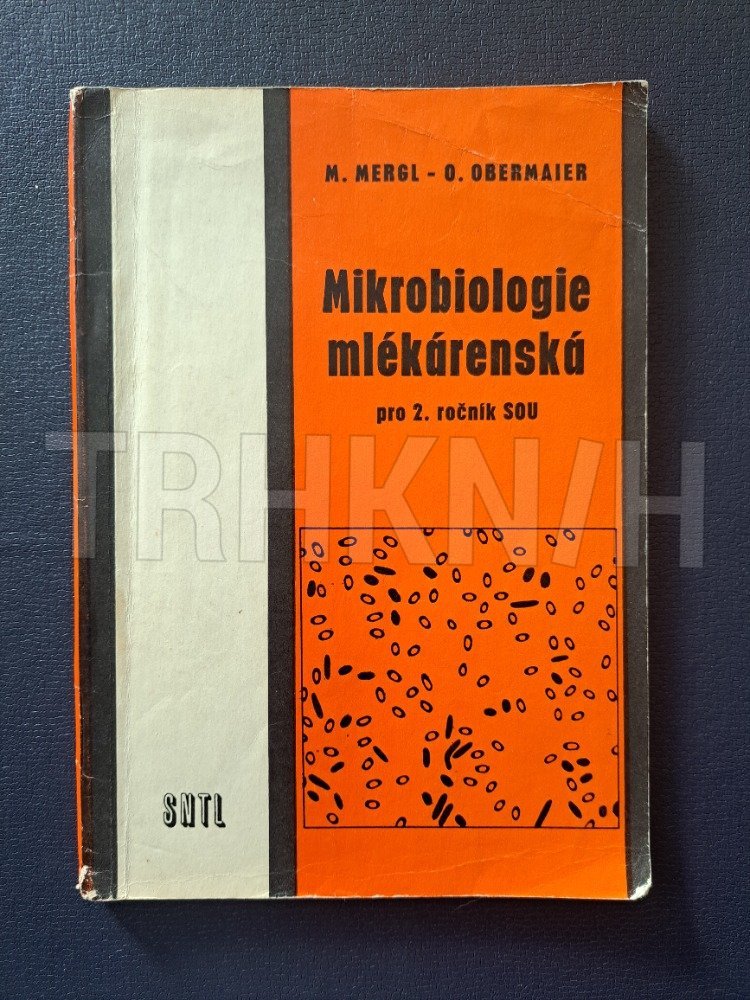 M. MERGL - O. OBERMAIER
Mikrobiologie
mlékárenská
pro 2. ročník SOU
TRHKNIH
SNTL